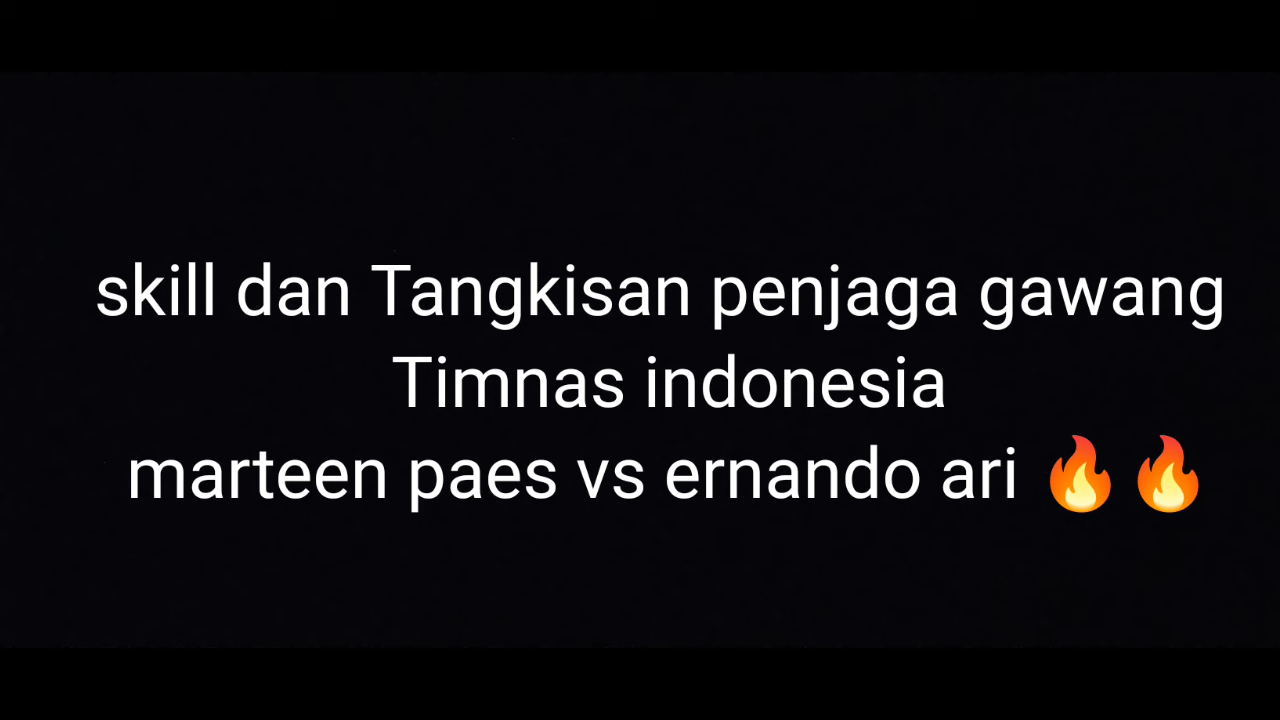 skill dan Tangkisan penjaga gawang
Timnas indonesia
marteen paes vs ernando ari 🔥🔥